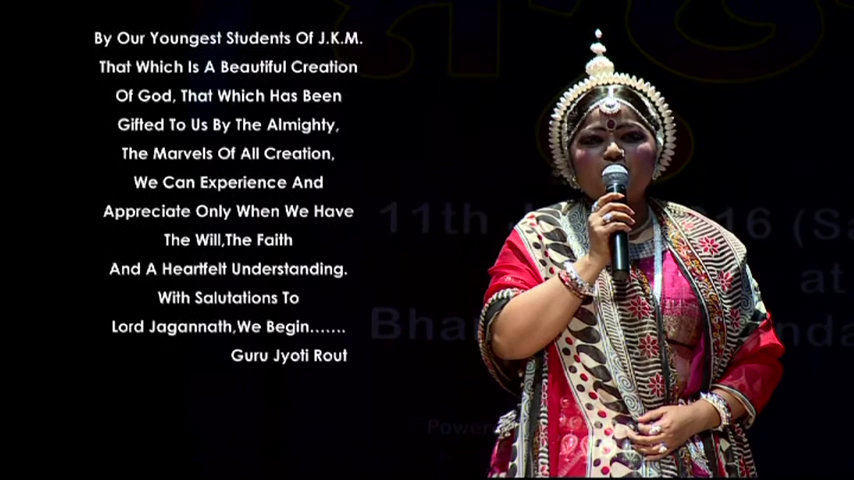 By Our Youngest Students Of J.K.M.
That Which Is A Beautiful Creation
Of God, That Which Has Been
Gifted To Us By The Almighty,
The Marvels Of All Creation,
We Can Experience And
Appreciate Only When We Have
The Will,The Faith
And A Heartfelt Understanding.
With Salutations To
Lord Jagannath,We Begin.......
Guru Jyoti Rout
11th
at